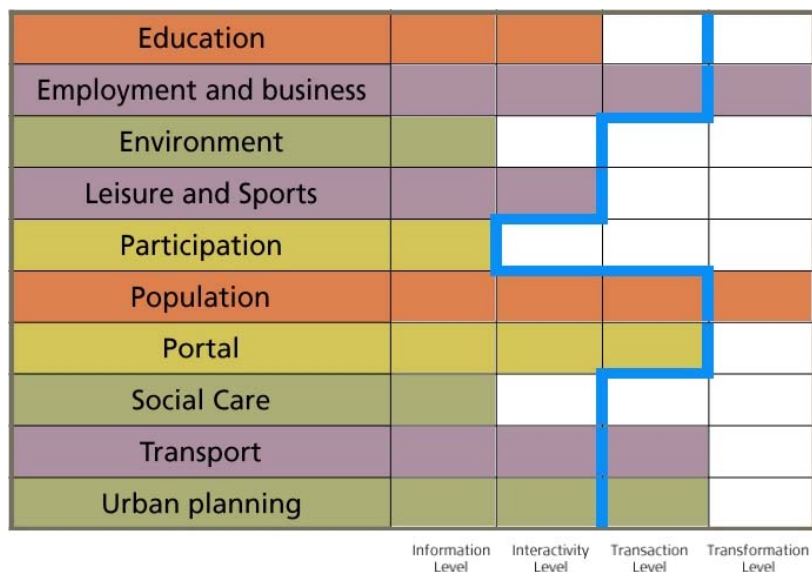 Education
Employment and business
Environment
Leisure and Sports
Participation
Population
Portal
Social Care
Transport
Urban planning
Information Interactivity Transaction Transformation
Level Level Level Level